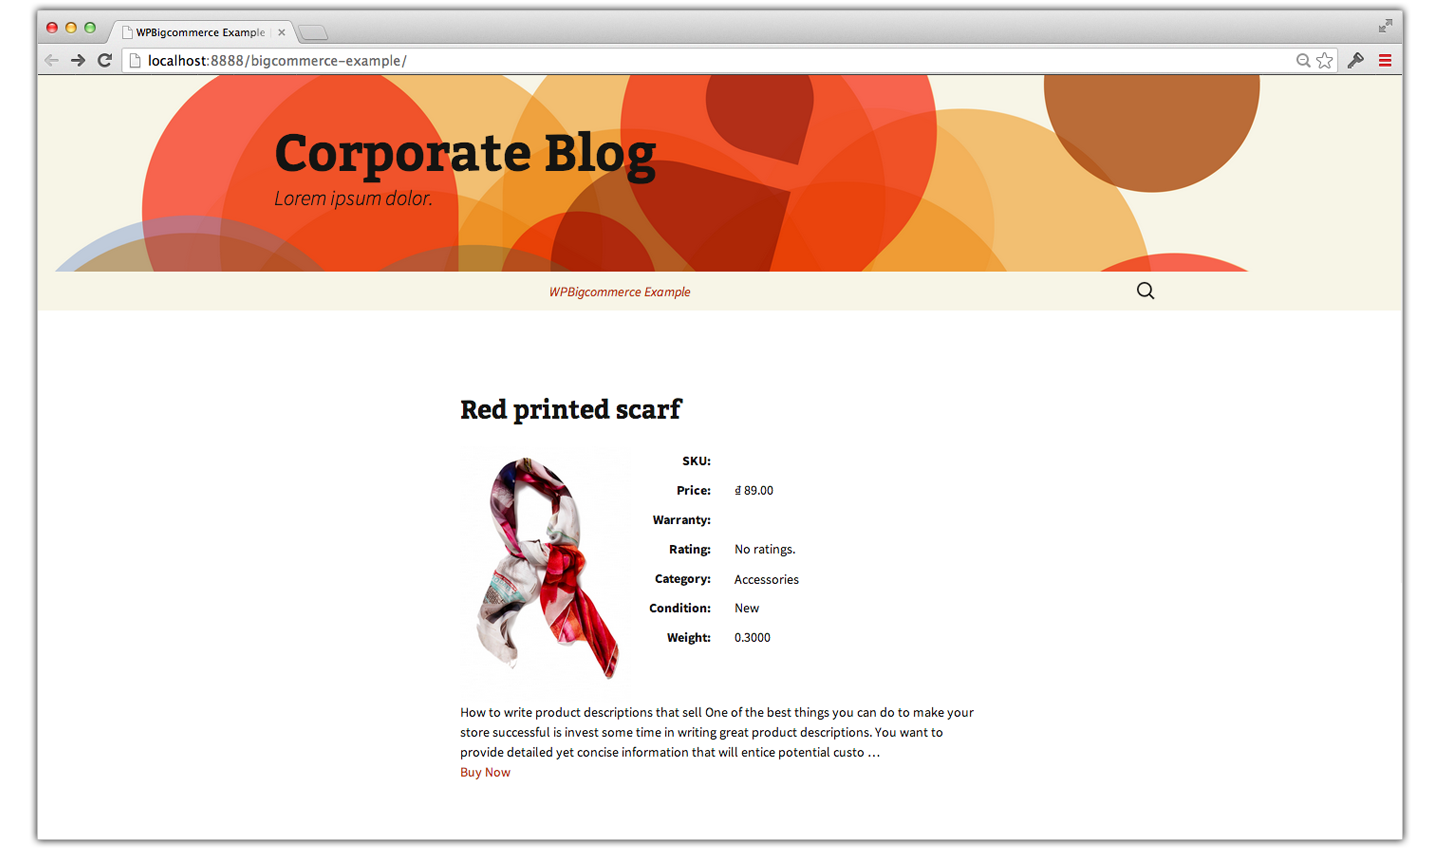 WPBigcommerce Example
localhost:8888/bigcommerce-example/
Corporate Blog
Lorem ipsum dolor.
WPBigcommerce Example
Red printed scarf
SKU:
Price: ₫ 89.00
Warranty:
Rating: No ratings.
Category: Accessories
Condition: New
Weight: 0.3000
How to write product descriptions that sell One of the best things you can do to make your
store successful is invest some time in writing great product descriptions. You want to
provide detailed yet concise information that will entice potential custo …
Buy Now